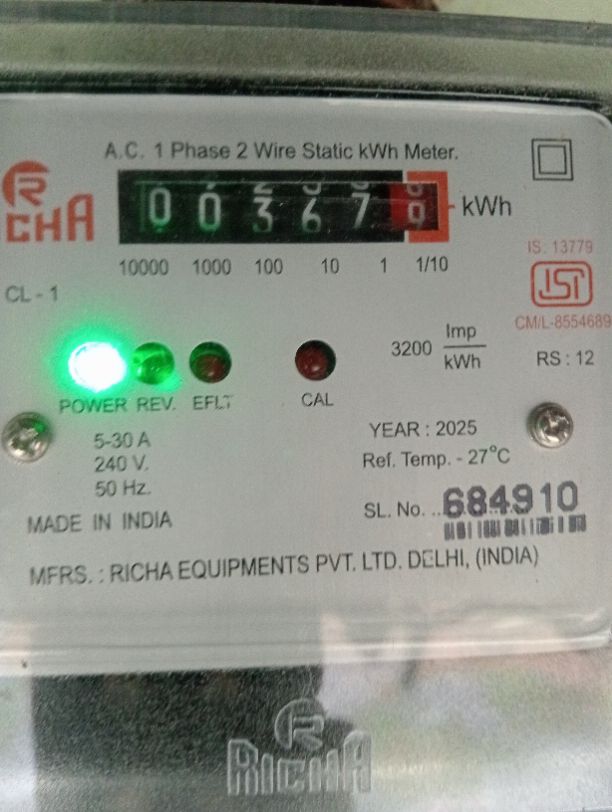 A.C. 1 Phase 2 Wire Static kWh Meter.
RICHA
0 0 3 6 7 9 kWh
10000 1000 100 10 1 1/10
IS. 13779
ISI
CM/L-8554689
CL - 1
3200 Imp/kWh
RS : 12
POWER REV. EFLT CAL
5-30 A
240 V.
50 Hz.
YEAR : 2025
Ref. Temp. - 27°C
SL. No. ..684910
MADE IN INDIA
MFRS. : RICHA EQUIPMENTS PVT. LTD. DELHI, (INDIA)
R
RICHA